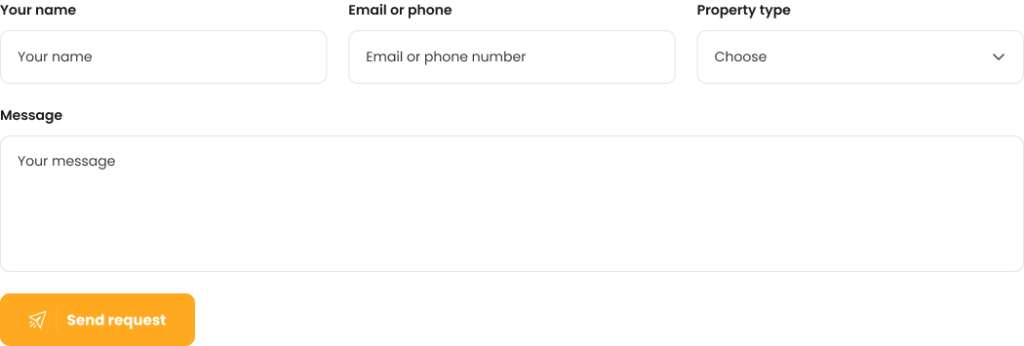 Your name Email or phone Property type
Your name Email or phone number Choose
Message
Your message
Send request